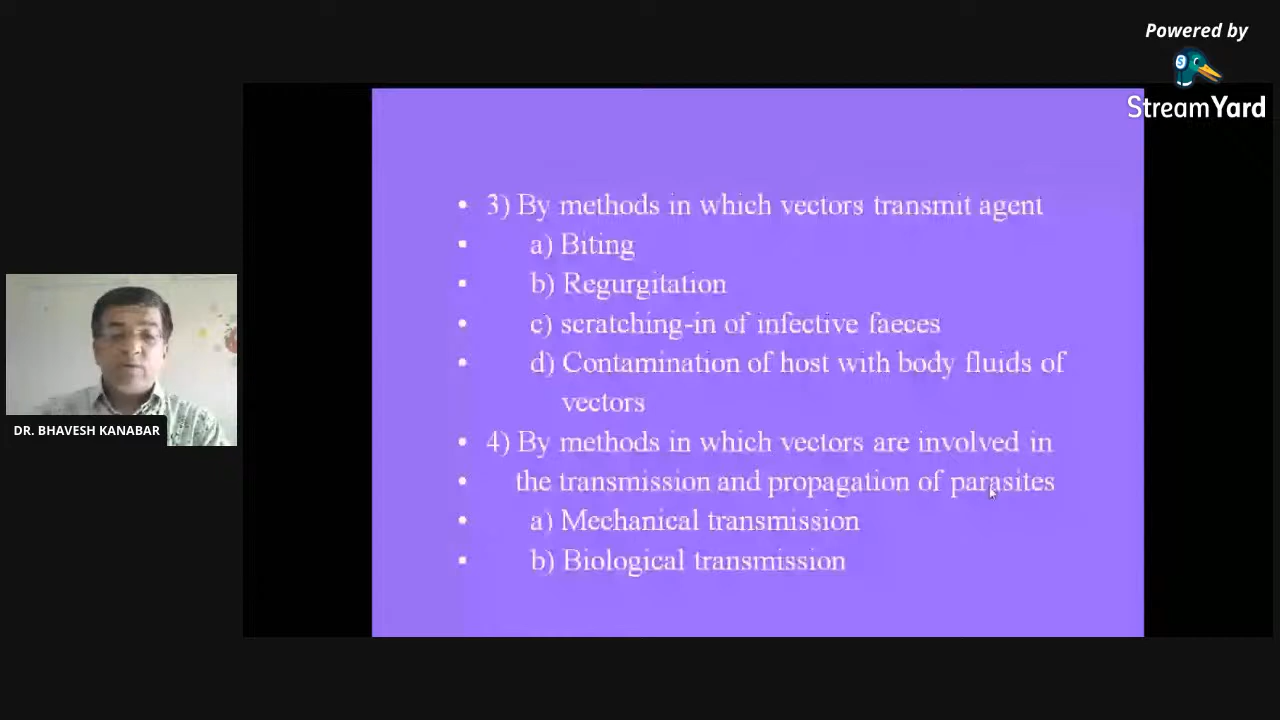 Powered by
StreamYard
• 3) By methods in which vectors transmit agent
• a) Biting
• b) Regurgitation
• c) scratching-in of infective faeces
• d) Contamination of host with body fluids of
vectors
• 4) By methods in which vectors are involved in
• the transmission and propagation of parasites
• a) Mechanical transmission
• b) Biological transmission
DR. BHAVESH KANABAR